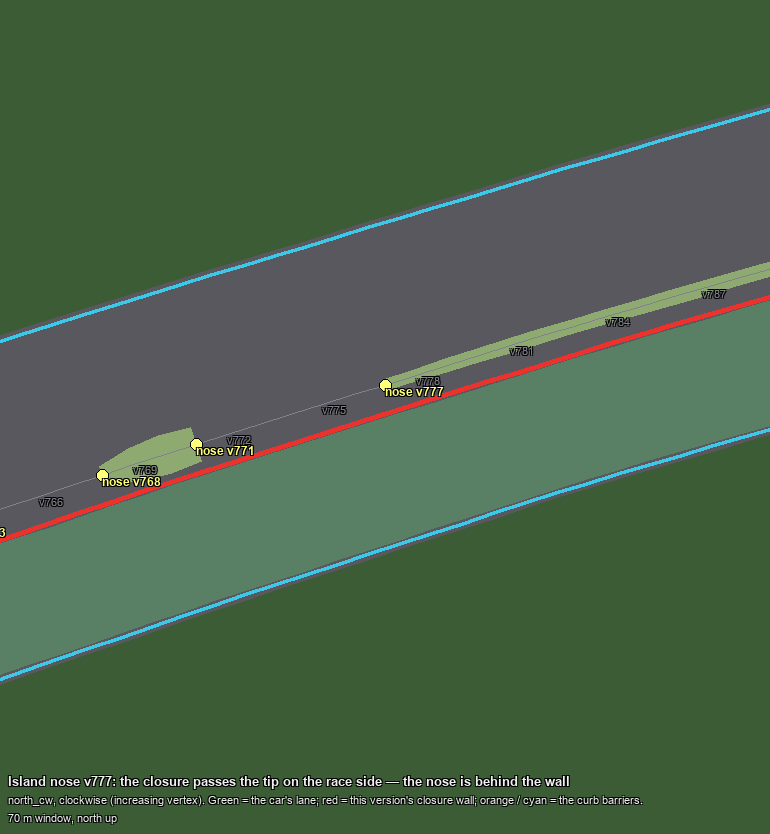 v787
v784
v781
v778
nose v777
v775
v772
nose v771
v769
nose v768
v766
3
Island nose v777: the closure passes the tip on the race side — the nose is behind the wall
north_cw, clockwise (increasing vertex). Green = the car's lane; red = this version's closure wall; orange / cyan = the curb barriers.
70 m window, north up